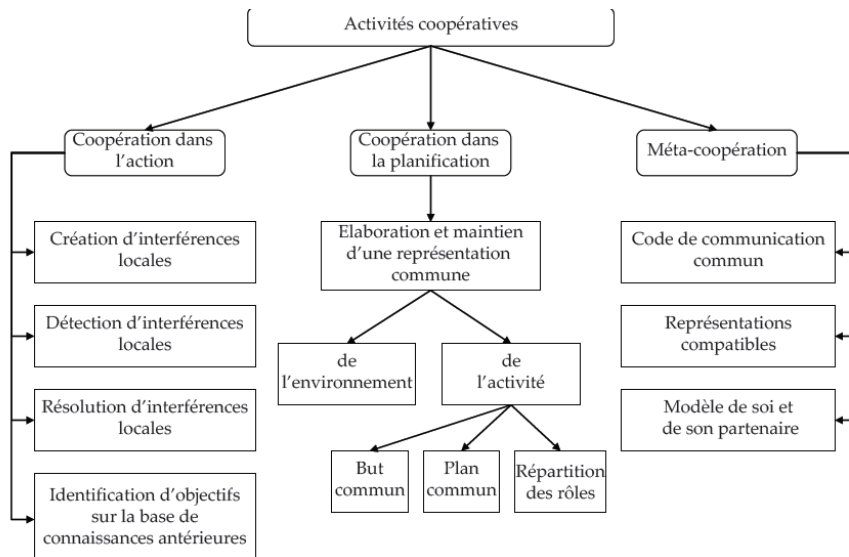 Activités coopératives
Coopération dans
l'action
Coopération dans
la planification
Méta-coopération
Création d'interférences
locales
Détection d'interférences
locales
Résolution d'interférences
locales
Identification d'objectifs
sur la base de
connaissances antérieures
Elaboration et maintien
d'une représentation
commune
de
l'environnement
de
l'activité
But
commun
Plan
commun
Répartition
des rôles
Code de communication
commun
Représentations
compatibles
Modèle de soi et
de son partenaire